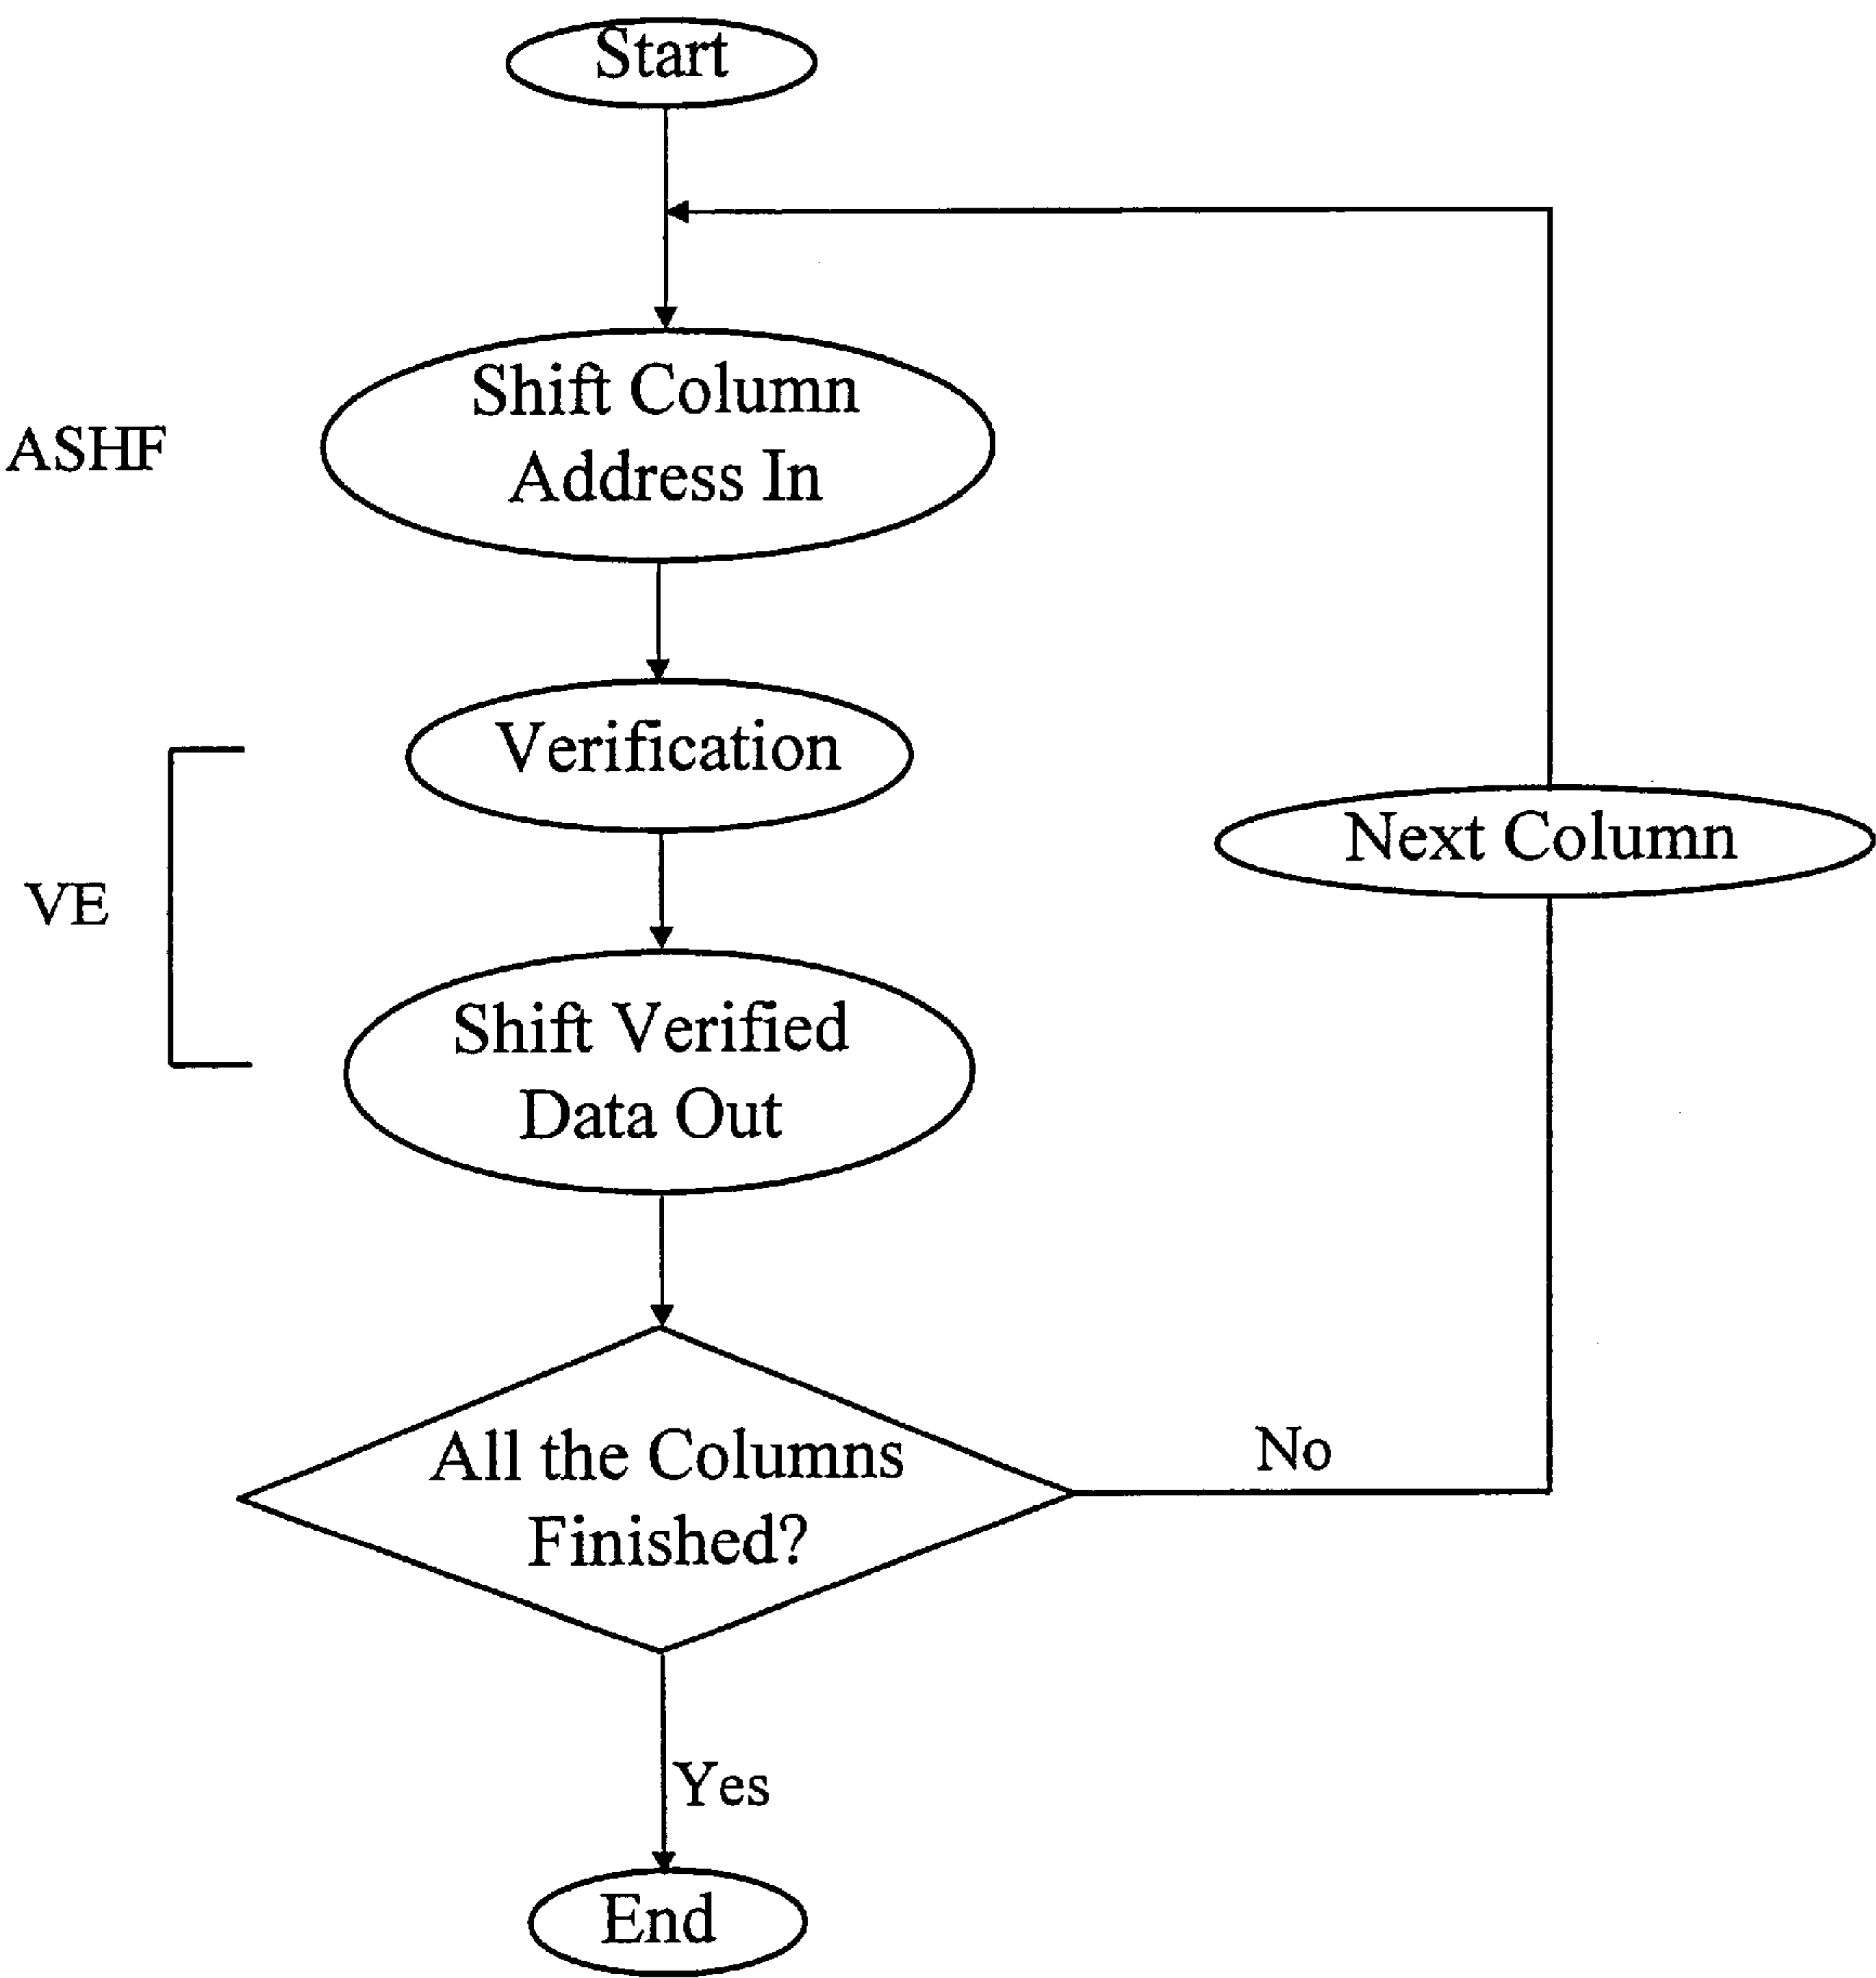 Start
ASHF
Shift Column
Address In
Verification
Next Column
VE
Shift Verified
Data Out
All the Columns
Finished?
No
Yes
End